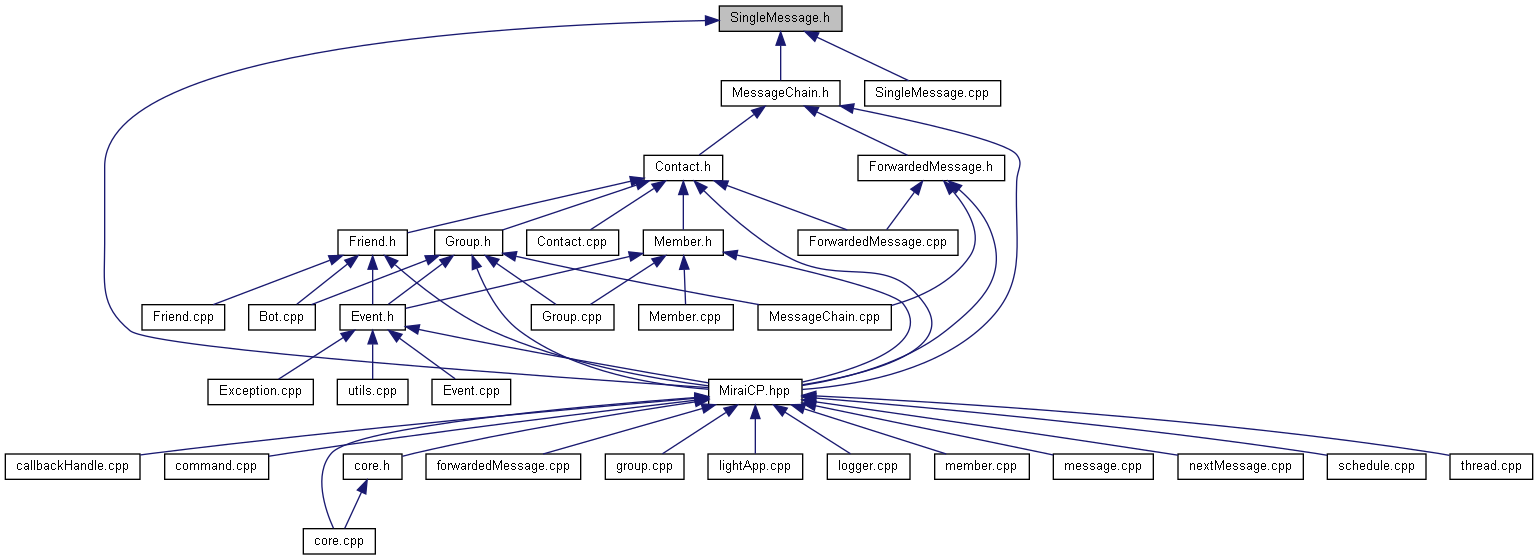 SingleMessage.h
MessageChain.h
SingleMessage.cpp
Contact.h
ForwardedMessage.h
Friend.h
Group.h
Contact.cpp
Member.h
ForwardedMessage.cpp
Friend.cpp
Bot.cpp
Event.h
Group.cpp
Member.cpp
MessageChain.cpp
Exception.cpp
utils.cpp
Event.cpp
MiraiCP.hpp
callbackHandle.cpp
command.cpp
core.h
forwardedMessage.cpp
group.cpp
lightApp.cpp
logger.cpp
member.cpp
message.cpp
nextMessage.cpp
schedule.cpp
thread.cpp
core.cpp